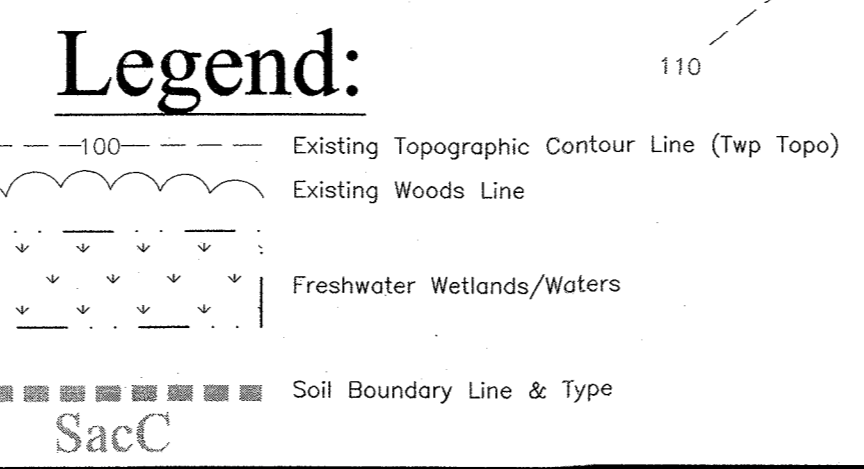 Legend:
110
100 Existing Topographic Contour Line (Twp Topo)
Existing Woods Line
Freshwater Wetlands/Waters
Soil Boundary Line & Type
SacC